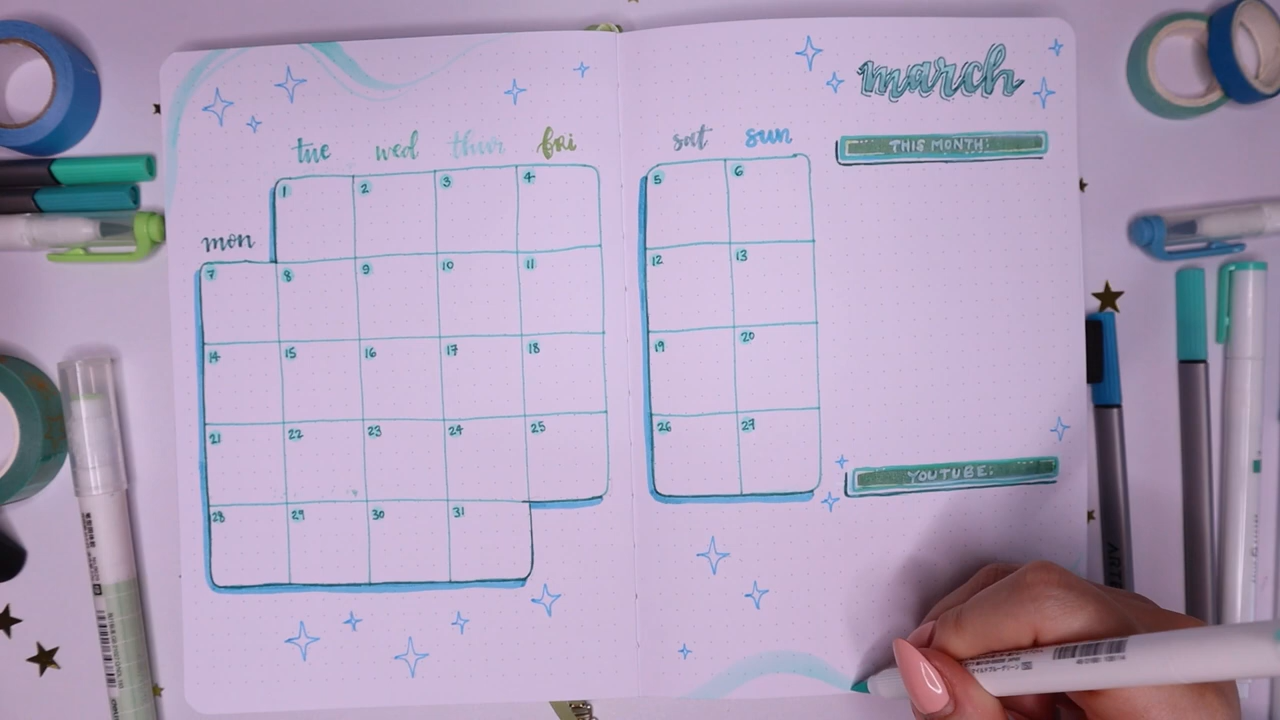 march
tue wed thur fri sat sun
THIS MONTH:
1 2 3 4 5 6
mon
7 8 9 10 11 12 13
14 15 16 17 18 19 20
21 22 23 24 25 26 27
YOUTUBE:
28 29 30 31